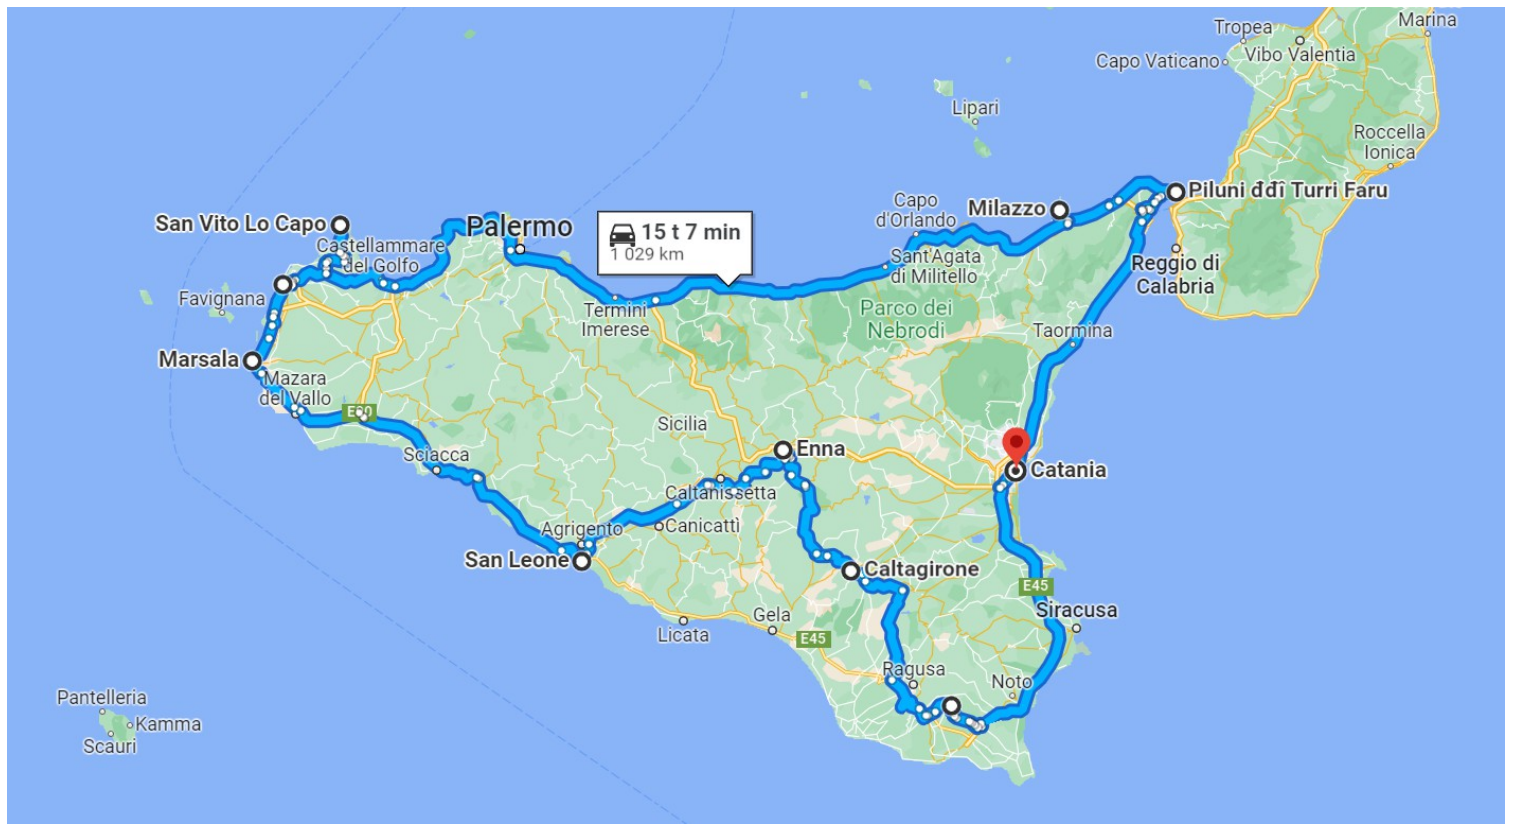 Tropea
Marina
Vibo Valentia
Capo Vaticano
Lipari
Roccella
Ionica
Capo
d'Orlando
Milazzo
Piluni đđî Turri Faru
San Vito Lo Capo
Palermo
15 t 7 min
1 029 km
Castellammare
del Golfo
Sant'Agata
di Militello
Reggio di
Calabria
Favignana
Termini
Imerese
Parco dei
Nebrodi
Taormina
Marsala
Mazara
del Vallo
E90
Sicilia
Sciacca
Enna
Catania
Caltanissetta
Agrigento
Canicattì
San Leone
Caltagirone
E45
Siracusa
Gela
Licata
E45
Ragusa
Noto
Pantelleria
Kamma
Scauri